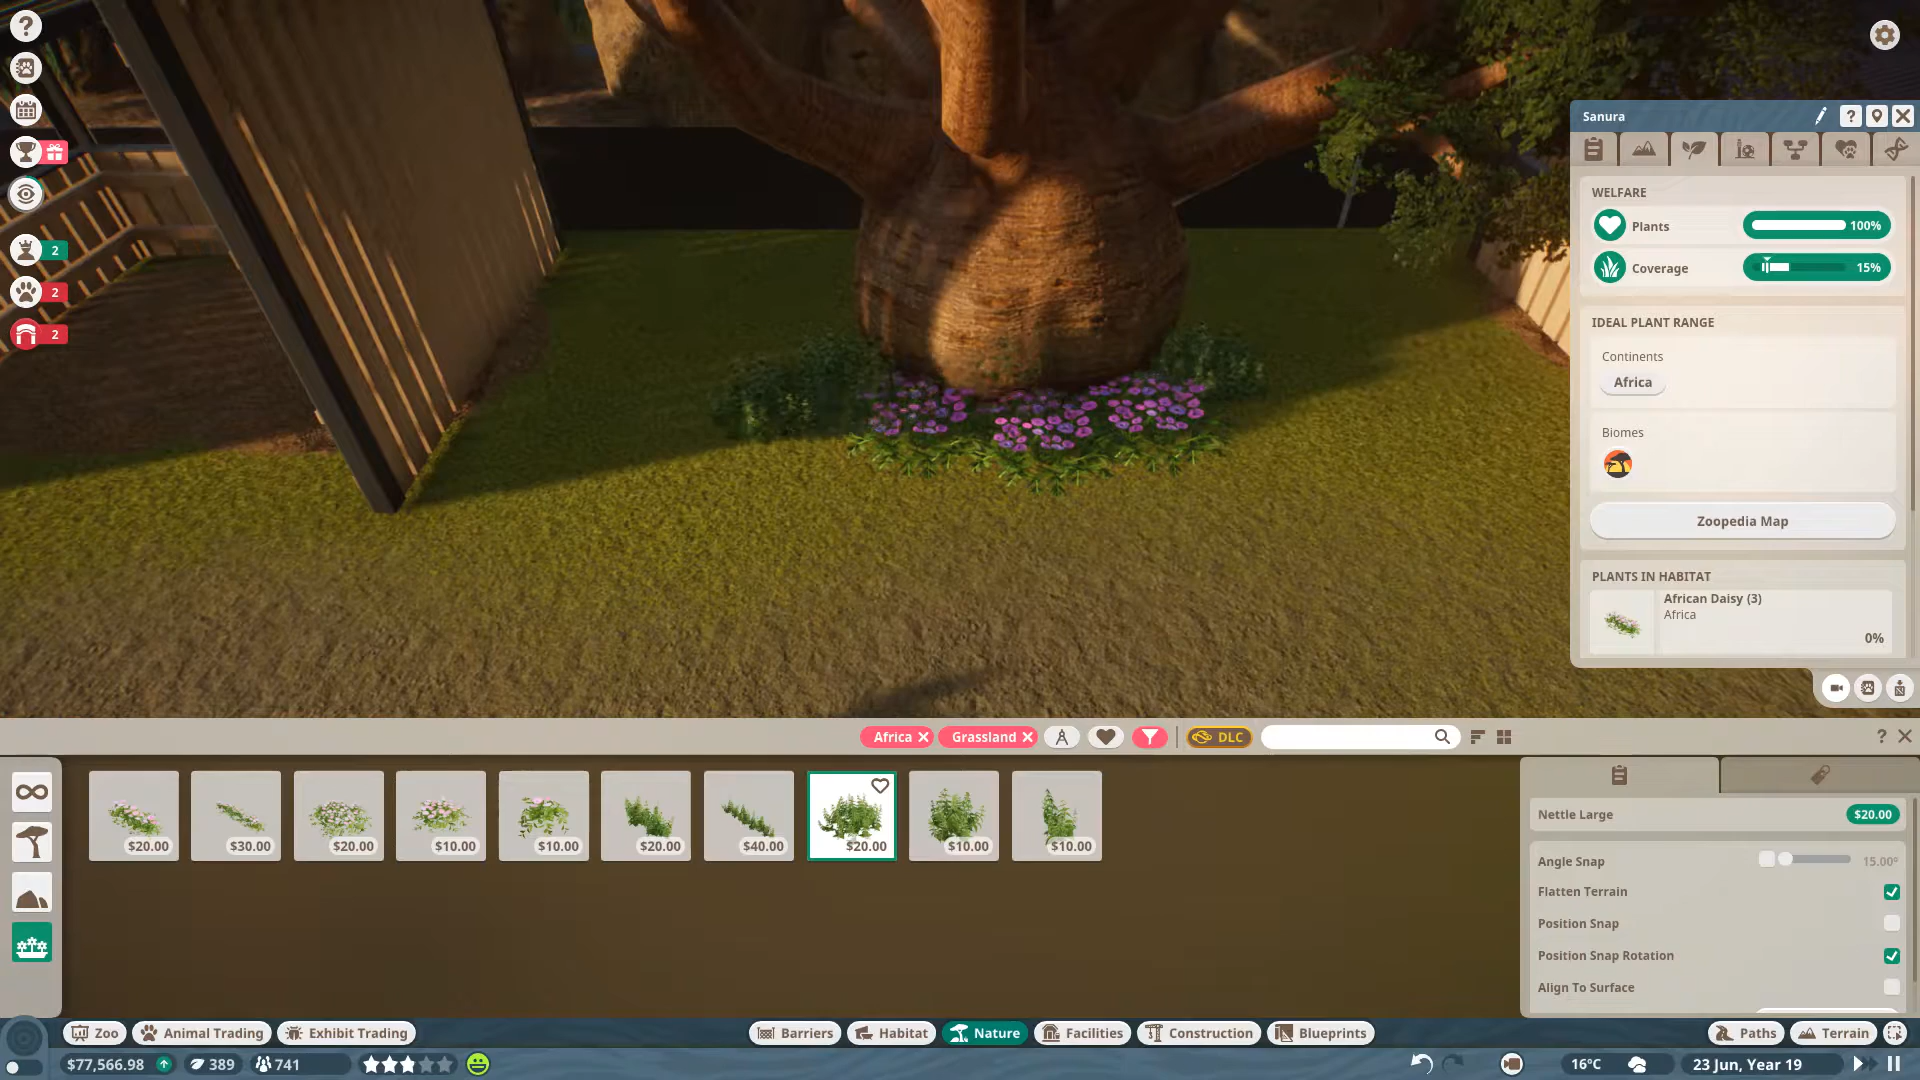 ?
2
2
2
Sanura
?
WELFARE
Plants 100%
Coverage 15%
IDEAL PLANT RANGE
Continents
Africa
Biomes
Zoopedia Map
PLANTS IN HABITAT
African Daisy (3)
Africa
0%
Africa
Grassland
DLC
?
$20.00
$30.00
$20.00
$10.00
$10.00
$20.00
$40.00
$20.00
$10.00
$10.00
Nettle Large $20.00
Angle Snap 15.00°
Flatten Terrain
Position Snap
Position Snap Rotation
Align To Surface
Zoo
Animal Trading
Exhibit Trading
Barriers
Habitat
Nature
Facilities
Construction
Blueprints
Paths
Terrain
$77,566.98
389
741
16°C
23 Jun, Year 19